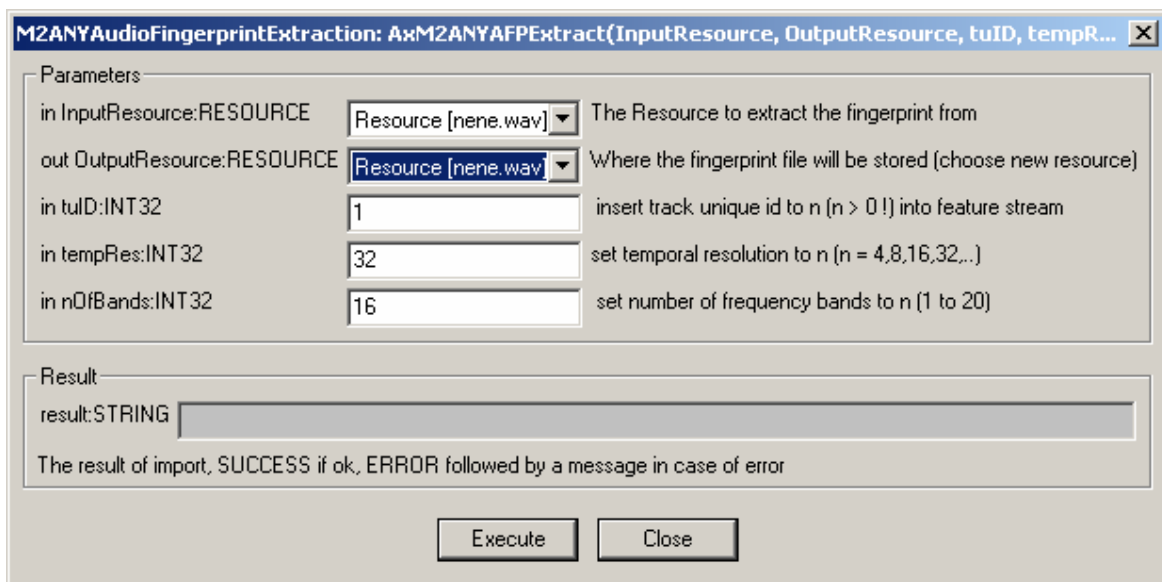 M2ANYAudioFingerprintExtraction: AxM2ANYAFPExtract(InputResource, OutputResource, tuID, tempR...
Parameters
in InputResource:RESOURCE Resource [nene.wav] The Resource to extract the fingerprint from
out OutputResource:RESOURCE Resource [nene.wav] Where the fingerprint file will be stored (choose new resource)
in tuID:INT32 1 insert track unique id to n (n > 0 !) into feature stream
in tempRes:INT32 32 set temporal resolution to n (n = 4,8,16,32,..)
in nOfBands:INT32 16 set number of frequency bands to n (1 to 20)
Result
result:STRING
The result of import, SUCCESS if ok, ERROR followed by a message in case of error
Execute Close